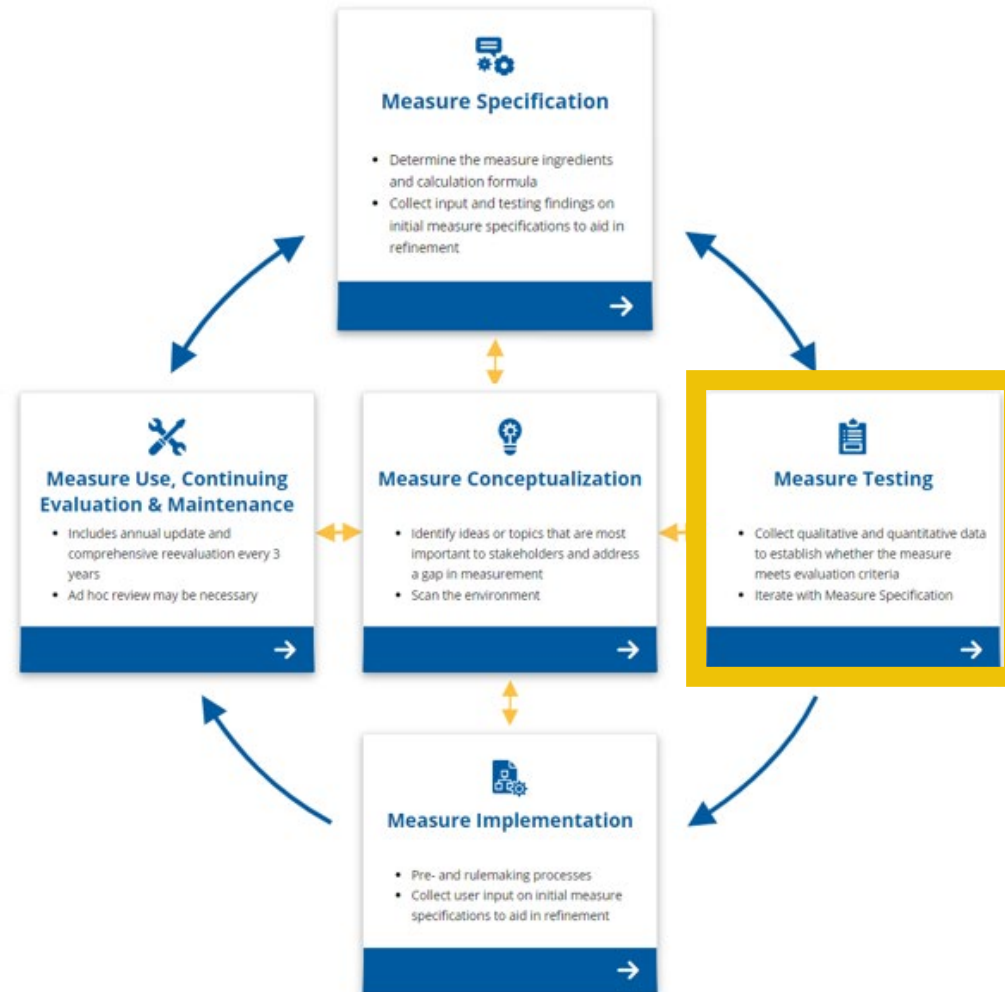 Measure Specification
• Determine the measure ingredients
and calculation formula
• Collect input and testing findings on
initial measure specifications to aid in
refinement
Measure Use, Continuing
Evaluation & Maintenance
• Includes annual update and
comprehensive reevaluation every 3
years
• Ad hoc review may be necessary
Measure Conceptualization
• Identify ideas or topics that are most
important to stakeholders and address
a gap in measurement
• Scan the environment
Measure Testing
• Collect qualitative and quantitative data
to establish whether the measure
meets evaluation criteria
• Iterate with Measure Specification
Measure Implementation
• Pre- and rulemaking processes
• Collect user input on initial measure
specifications to aid in refinement